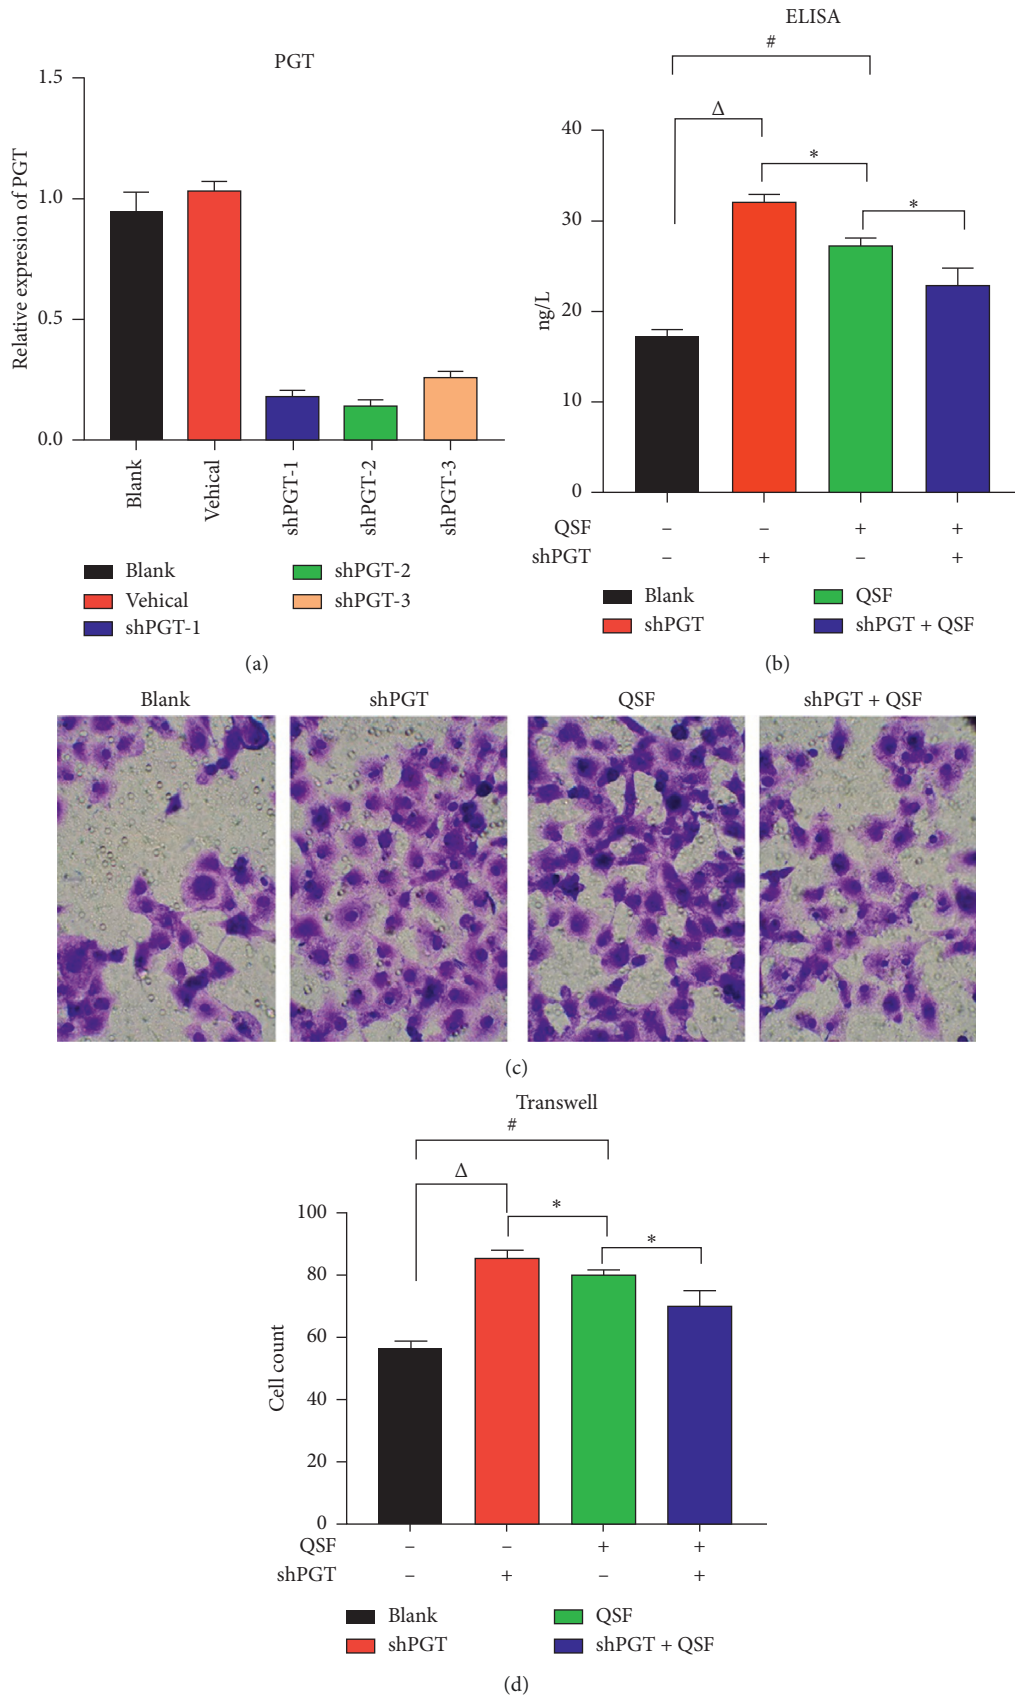 PGT
Relative expresion of PGT
1.5
1.0
0.5
0.0
Blank
Vehical
shPGT-1
shPGT-2
shPGT-3
Blank
Vehical
shPGT-1
shPGT-2
shPGT-3
(a)
ELISA
#
Δ
*
*
ng/L
40
30
20
10
0
QSF – – + +
shPGT – + – +
Blank
shPGT
QSF
shPGT + QSF
(b)
Blank
shPGT
QSF
shPGT + QSF
(c)
Transwell
#
Δ
*
*
Cell count
100
80
60
40
20
0
QSF – – + +
shPGT – + – +
Blank
shPGT
QSF
shPGT + QSF
(d)